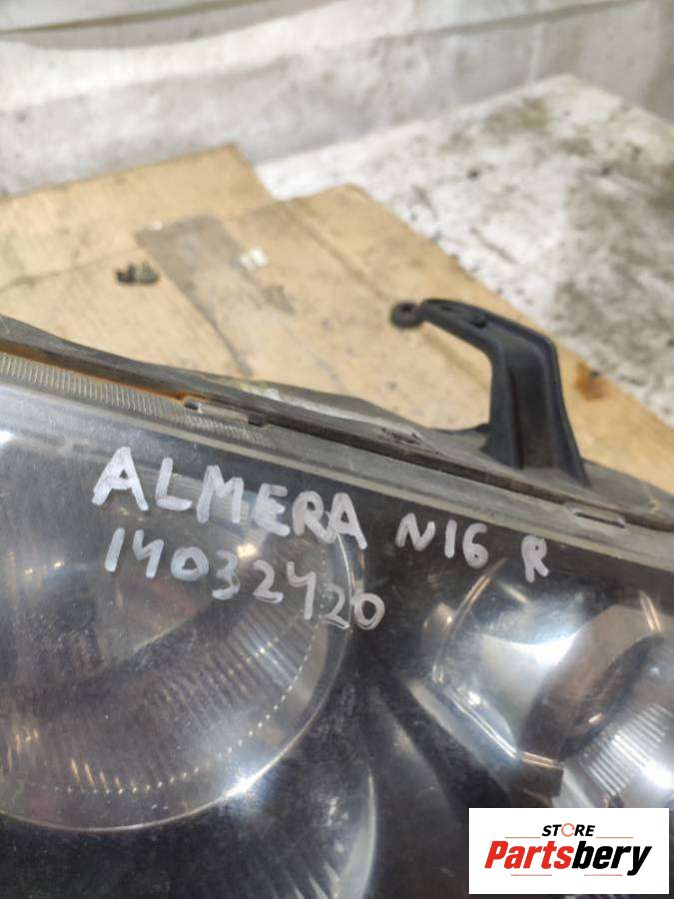 ALMERA N16 R
14032420
STORE
Partsbery